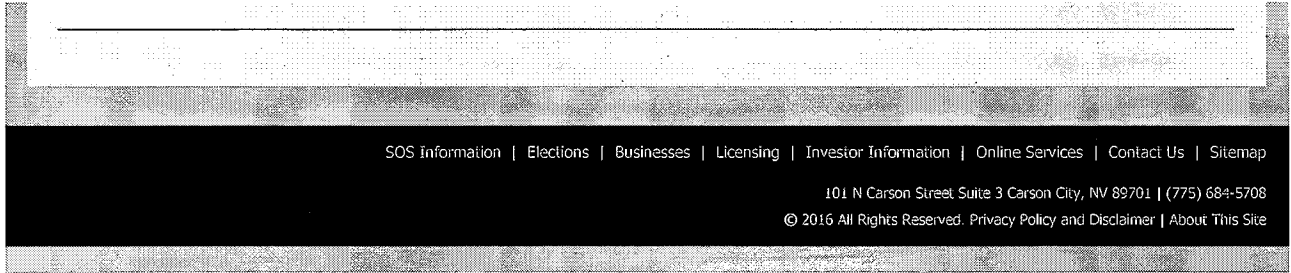 SOS Information | Elections | Businesses | Licensing | Investor Information | Online Services | Contact Us | Sitemap
101 N Carson Street Suite 3 Carson City, NV 89701 | (775) 684-5708
© 2016 All Rights Reserved. Privacy Policy and Disclaimer | About This Site